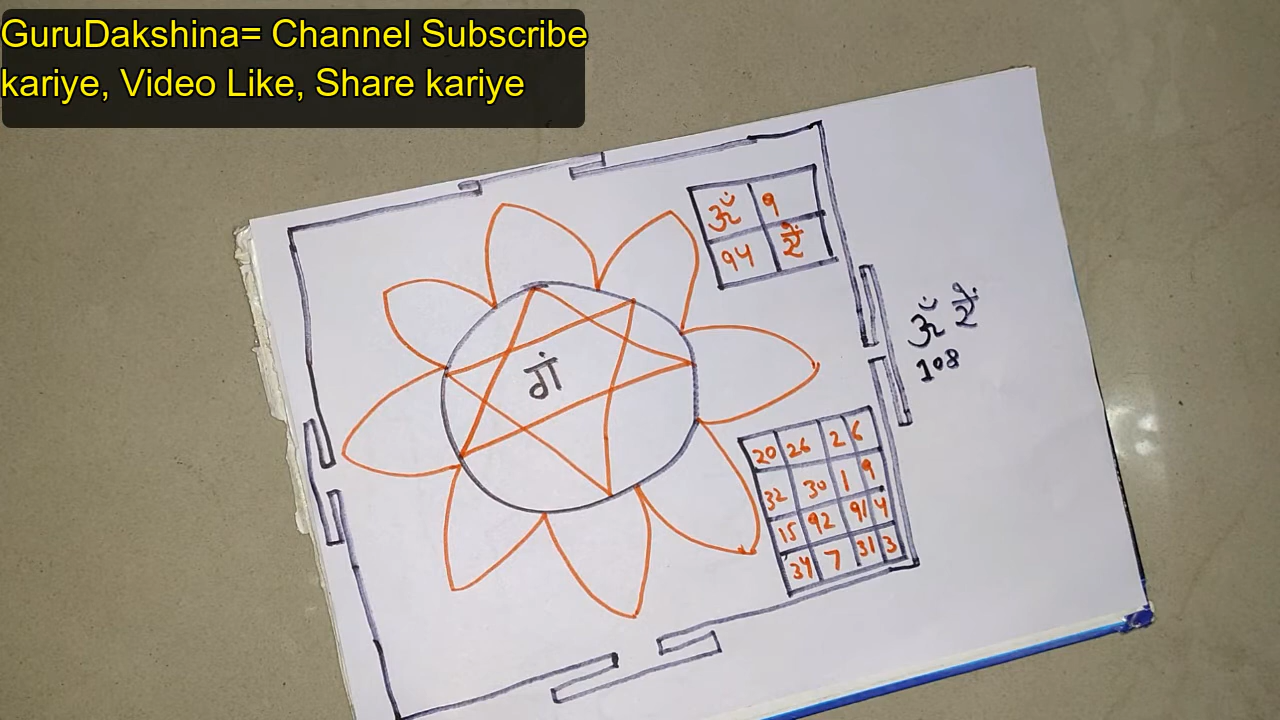 GuruDakshina= Channel Subscribe
kariye, Video Like, Share kariye
ॐ १
१५ रें
ॐ रें
108
गं
20 26 2 6
32 30 1 9
15 92 91 4
34 7 31 3